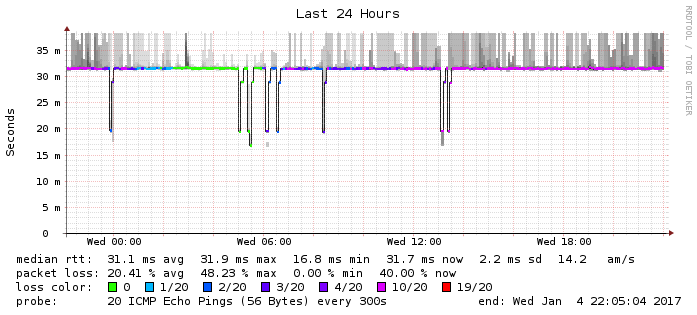 Last 24 Hours
RRDTOOL / TOBI OETIKER
Seconds
35 m
30 m
25 m
20 m
15 m
10 m
5 m
0
Wed 00:00 Wed 06:00 Wed 12:00 Wed 18:00
median rtt: 31.1 ms avg 31.9 ms max 16.8 ms min 31.7 ms now 2.2 ms sd 14.2 am/s
packet loss: 20.41 % avg 48.23 % max 0.00 % min 40.00 % now
loss color: 0 1/20 2/20 3/20 4/20 10/20 19/20
probe: 20 ICMP Echo Pings (56 Bytes) every 300s end: Wed Jan 4 22:05:04 2017